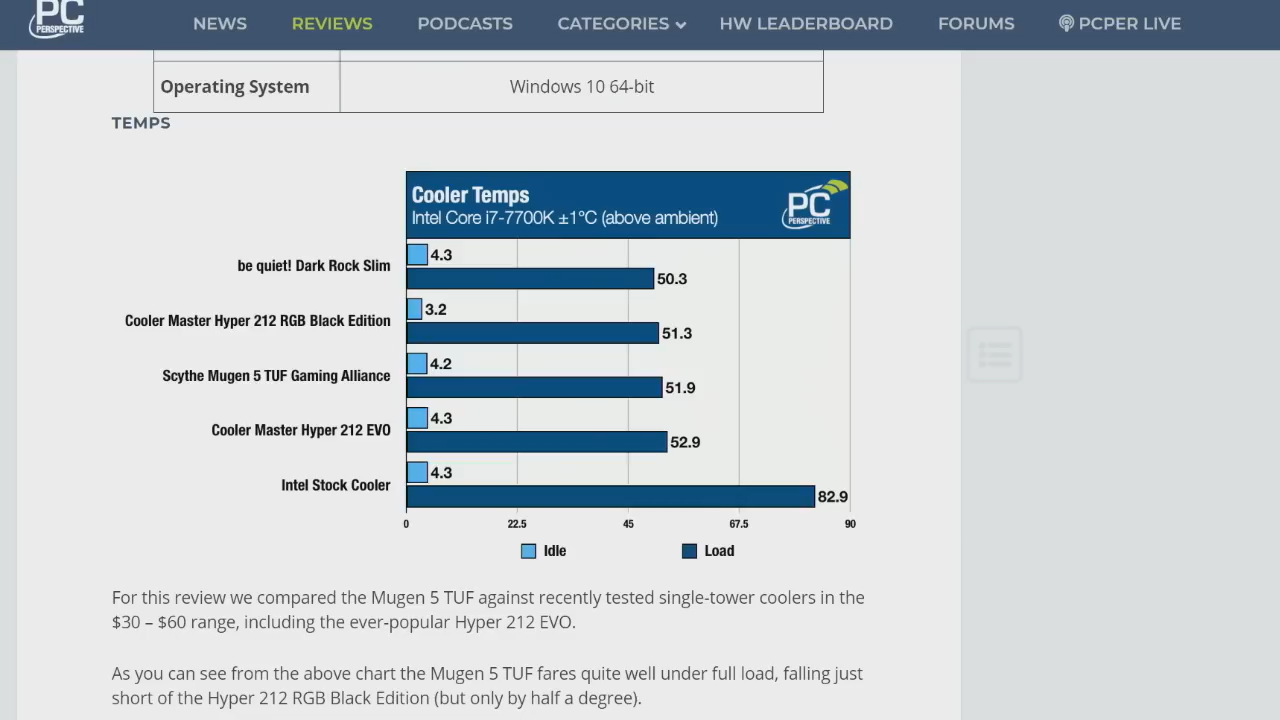 PC
PERSPECTIVE
NEWS
REVIEWS
PODCASTS
CATEGORIES
HW LEADERBOARD
FORUMS
PCPER LIVE
Operating System
Windows 10 64-bit
TEMPS
Cooler Temps
Intel Core i7-7700K ±1°C (above ambient)
PC
PERSPECTIVE
be quiet! Dark Rock Slim
4.3
50.3
Cooler Master Hyper 212 RGB Black Edition
3.2
51.3
Scythe Mugen 5 TUF Gaming Alliance
4.2
51.9
Cooler Master Hyper 212 EVO
4.3
52.9
Intel Stock Cooler
4.3
82.9
0
22.5
45
67.5
90
Idle
Load
For this review we compared the Mugen 5 TUF against recently tested single-tower coolers in the
$30 – $60 range, including the ever-popular Hyper 212 EVO.
As you can see from the above chart the Mugen 5 TUF fares quite well under full load, falling just
short of the Hyper 212 RGB Black Edition (but only by half a degree).